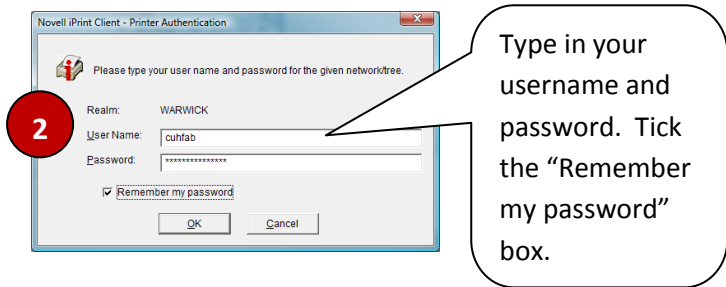 Novell iPrint Client - Printer Authentication
Please type your user name and password for the given network/tree.
Realm: WARWICK
2
User Name: cuhfab
Password: ***************
Remember my password
OK Cancel
Type in your
username and
password. Tick
the “Remember
my password”
box.